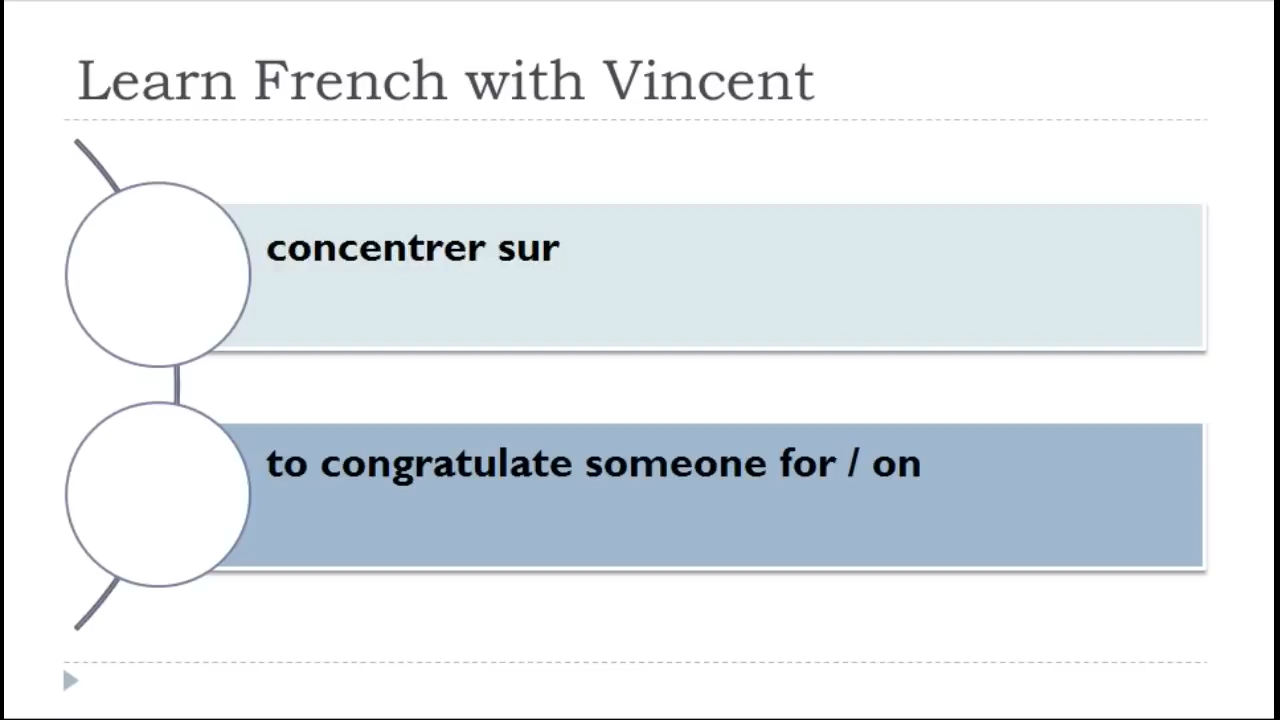 Learn French with Vincent
concentrer sur
to congratulate someone for / on